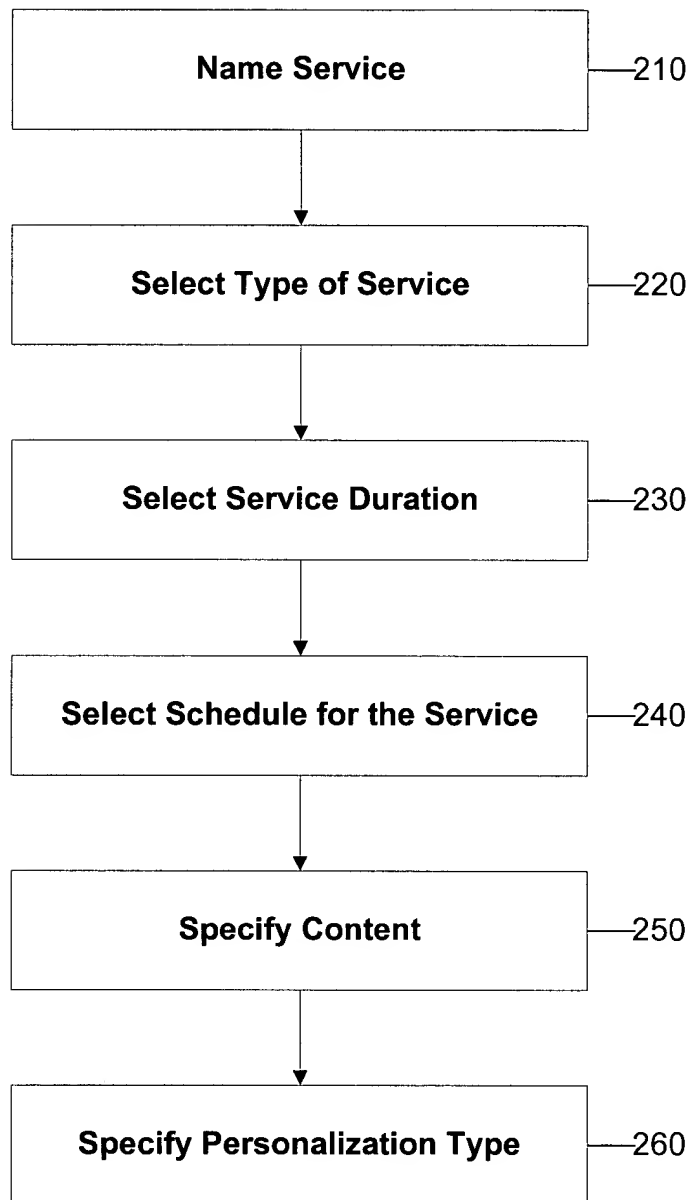 Name Service 210
Select Type of Service 220
Select Service Duration 230
Select Schedule for the Service 240
Specify Content 250
Specify Personalization Type 260